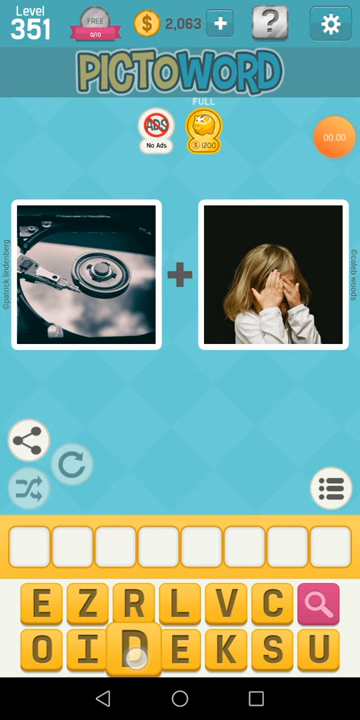 Level
351
FREE
0/10
2,063
+
?
PICTOWORD
FULL
ADS
No Ads
$ 1200
00.00
©patrick lindenberg
+
©caleb woods
E Z R L V C
O I D E K S U